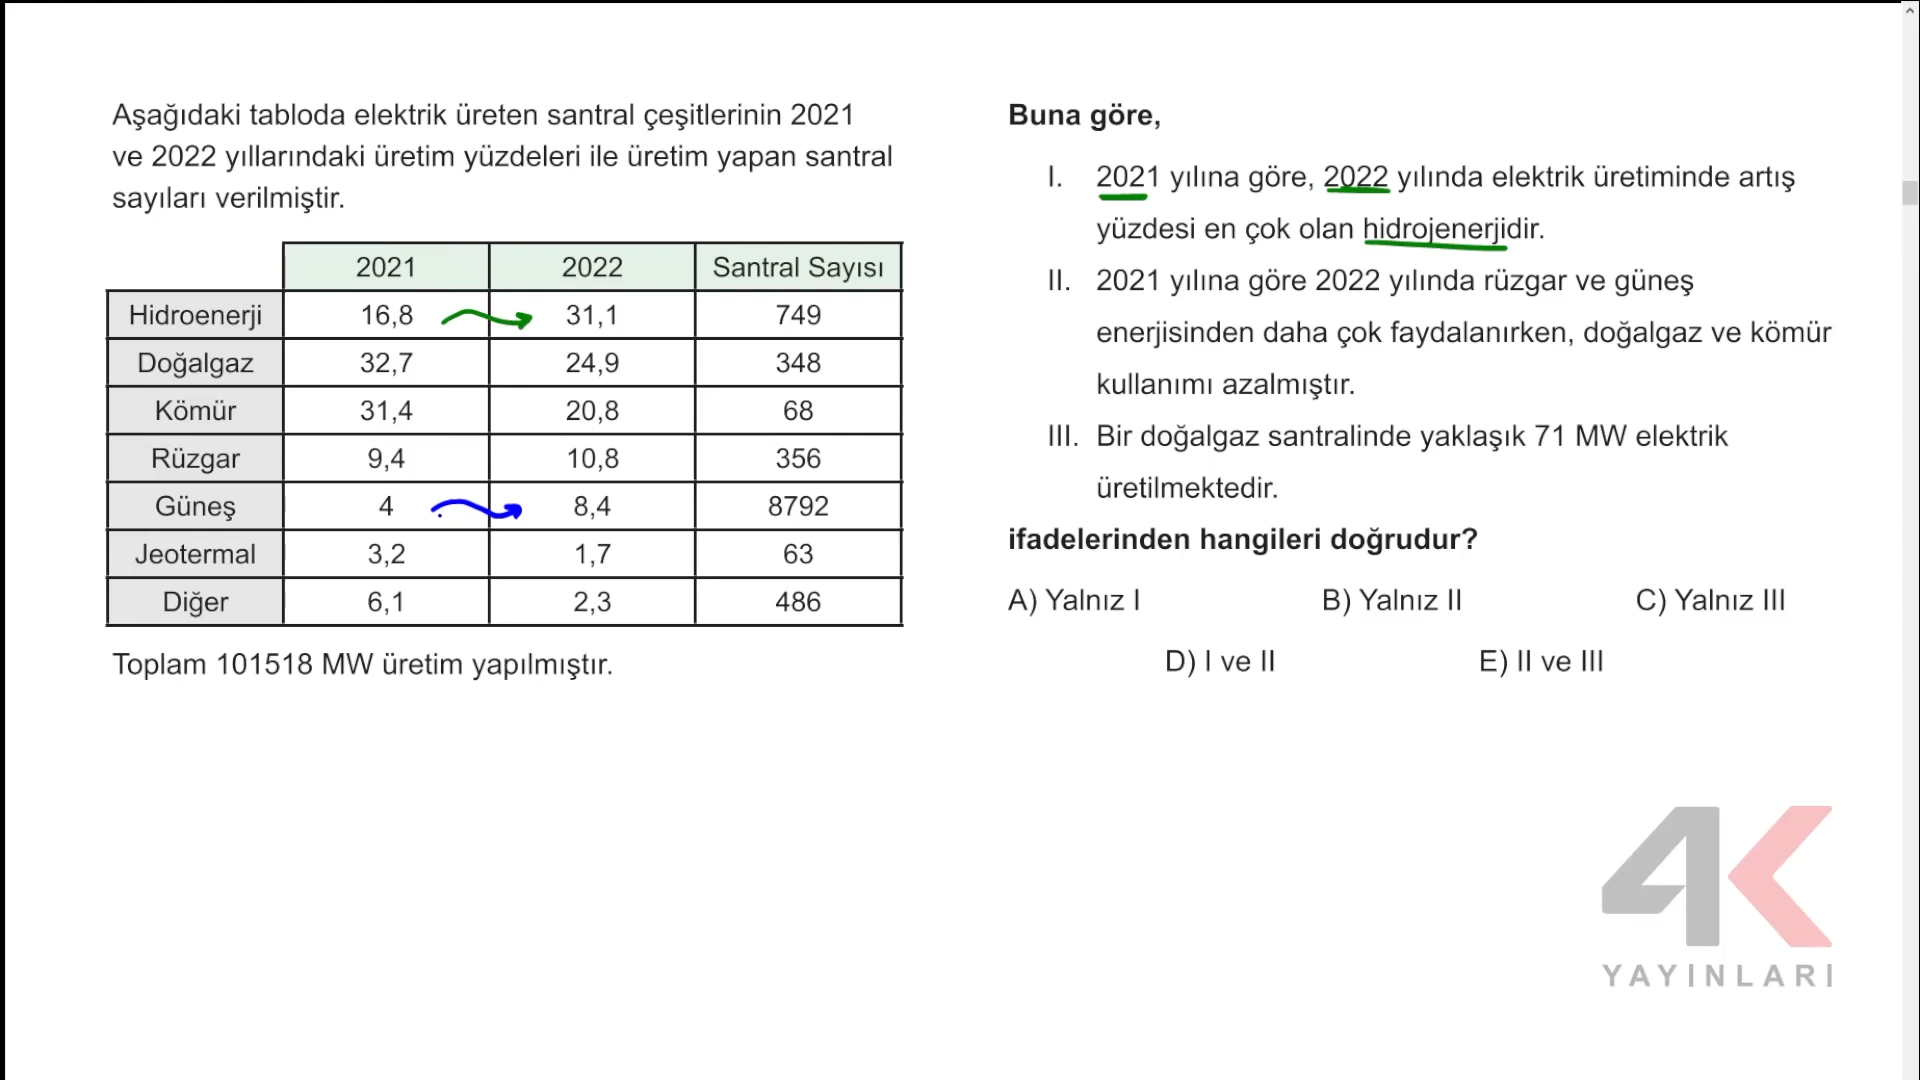 Aşağıdaki tabloda elektrik üreten santral çeşitlerinin 2021
ve 2022 yıllarındaki üretim yüzdeleri ile üretim yapan santral
sayıları verilmiştir.
2021 2022 Santral Sayısı
Hidroenerji 16,8 31,1 749
Doğalgaz 32,7 24,9 348
Kömür 31,4 20,8 68
Rüzgar 9,4 10,8 356
Güneş 4 8,4 8792
Jeotermal 3,2 1,7 63
Diğer 6,1 2,3 486
Toplam 101518 MW üretim yapılmıştır.
Buna göre,
I. 2021 yılına göre, 2022 yılında elektrik üretiminde artış
yüzdesi en çok olan hidrojenerjidir.
II. 2021 yılına göre 2022 yılında rüzgar ve güneş
enerjisinden daha çok faydalanırken, doğalgaz ve kömür
kullanımı azalmıştır.
III. Bir doğalgaz santralinde yaklaşık 71 MW elektrik
üretilmektedir.
ifadelerinden hangileri doğrudur?
A) Yalnız I B) Yalnız II C) Yalnız III
D) I ve II E) II ve III
4K
YAYINLARI